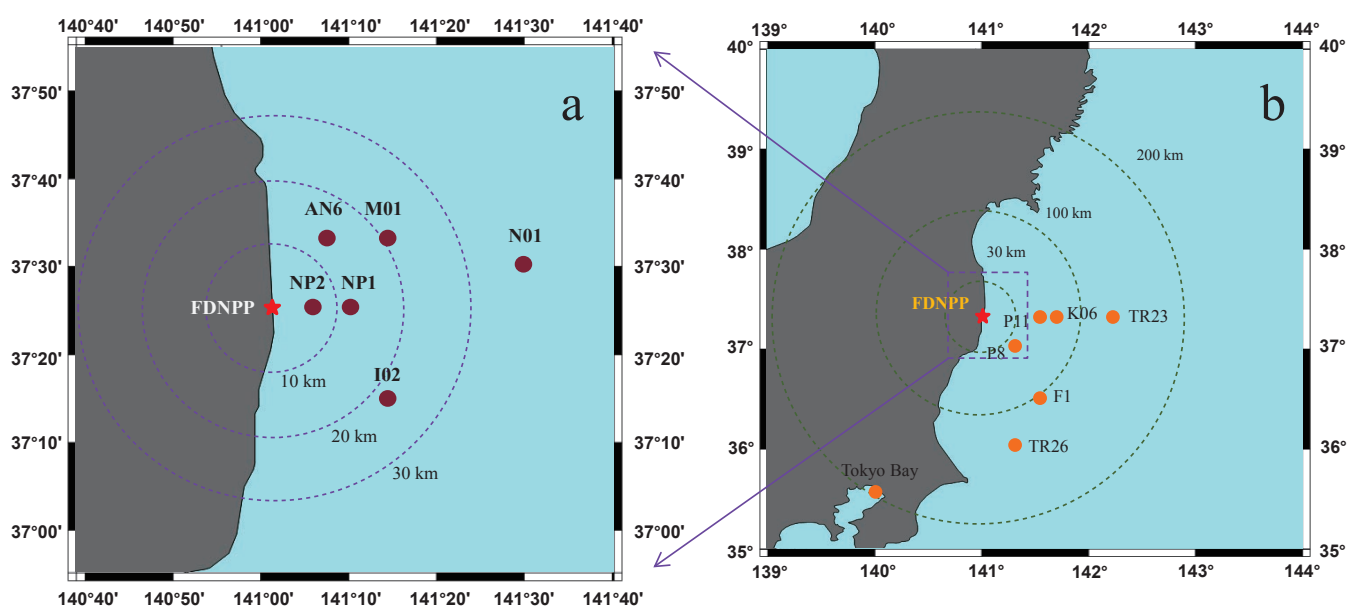 140°40' 140°50' 141°00' 141°10' 141°20' 141°30' 141°40'
37°50'
37°40'
37°30'
37°20'
37°10'
37°00'
a
AN6 M01
N01
NP2 NP1
FDNPP
I02
10 km
20 km
30 km
37°50'
37°40'
37°30'
37°20'
37°10'
37°00'
140°40' 140°50' 141°00' 141°10' 141°20' 141°30' 141°40'
139° 140° 141° 142° 143° 144°
40°
39°
38°
37°
36°
35°
b
200 km
100 km
30 km
FDNPP
P11 K06 TR23
P8
F1
TR26
Tokyo Bay
40°
39°
38°
37°
36°
35°
139° 140° 141° 142° 143° 144°